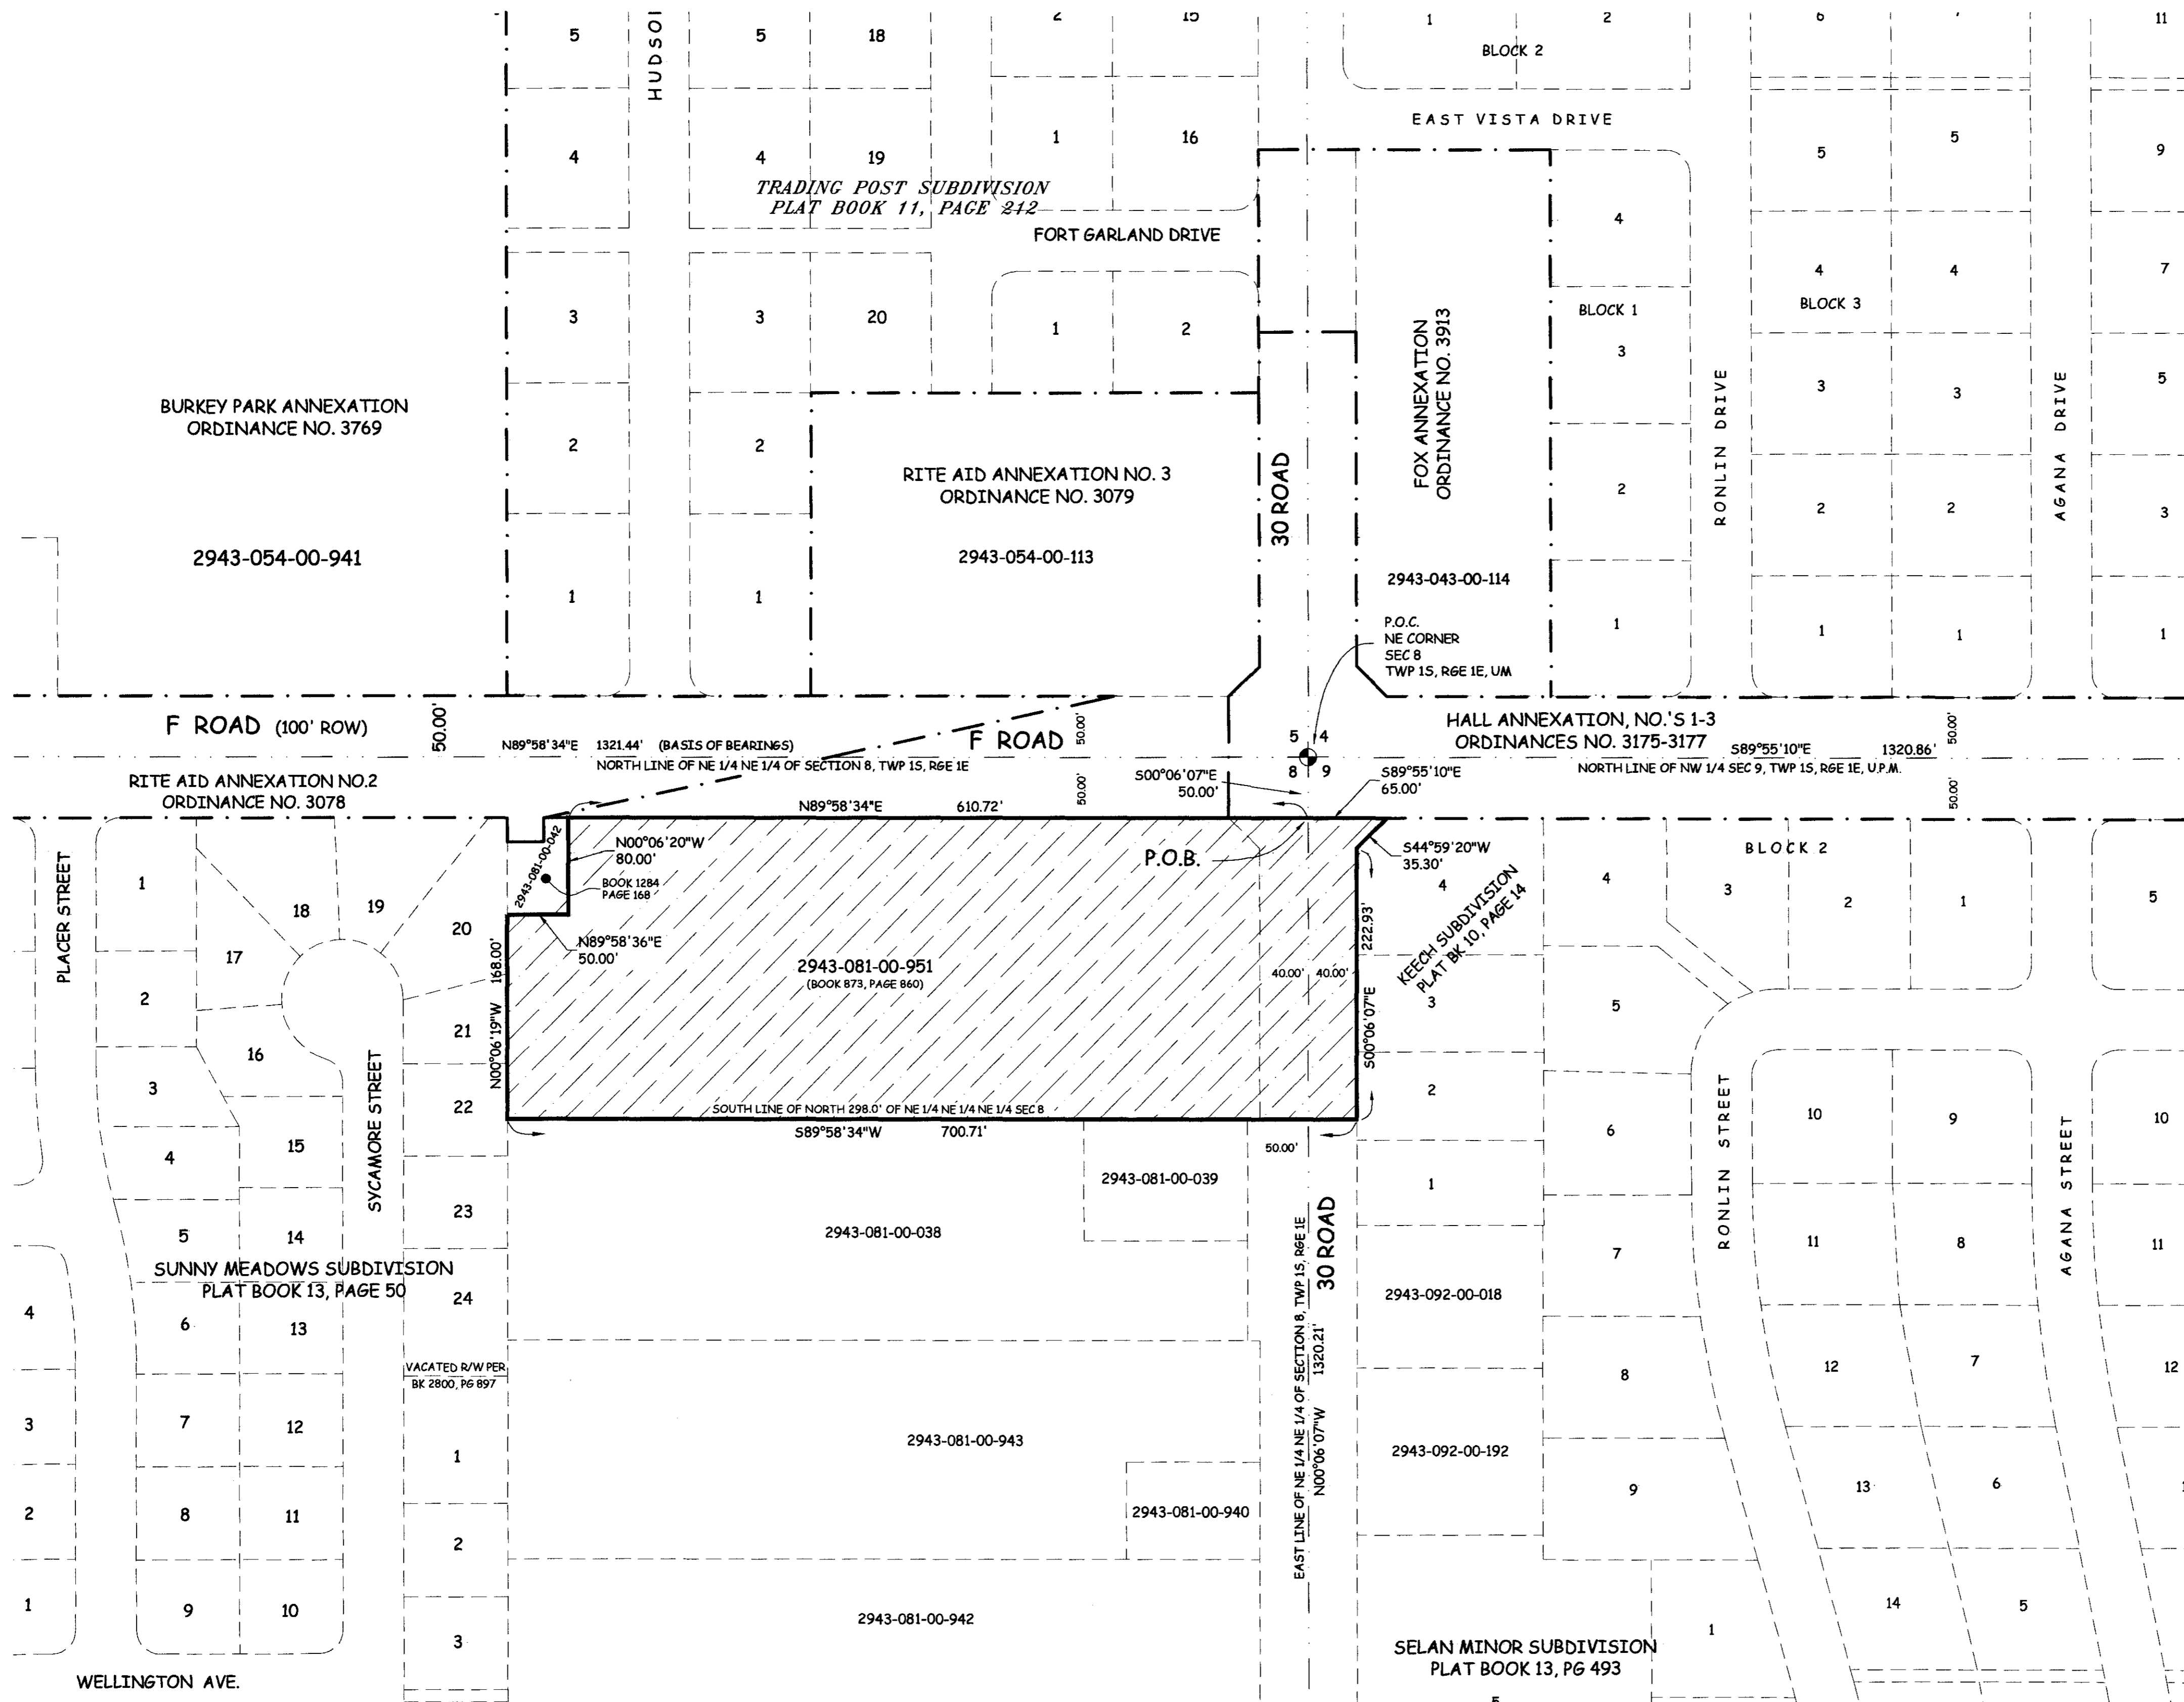 HUDSO
5
5
18
2
15
1
2
6
11
BLOCK 2
EAST VISTA DRIVE
4
4
19
1
16
5
5
9
TRADING POST SUBDIVISION
PLAT BOOK 11, PAGE 212
FORT GARLAND DRIVE
4
4
4
7
BLOCK 1
BLOCK 3
3
3
20
1
2
3
3
3
5
FOX ANNEXATION
ORDINANCE NO. 3913
RONLIN DRIVE
AGANA DRIVE
BURKEY PARK ANNEXATION
ORDINANCE NO. 3769
2
2
RITE AID ANNEXATION NO. 3
ORDINANCE NO. 3079
30 ROAD
2
2
2
3
2943-054-00-941
2943-054-00-113
2943-043-00-114
1
1
1
1
1
1
P.O.C.
NE CORNER
SEC 8
TWP 1S, RGE 1E, UM
F ROAD (100' ROW)
50.00'
F ROAD
50.00'
HALL ANNEXATION, NO.'S 1-3
ORDINANCES NO. 3175-3177
50.00'
N89°58'34"E 1321.44' (BASIS OF BEARINGS)
NORTH LINE OF NE 1/4 NE 1/4 OF SECTION 8, TWP 1S, RGE 1E
5 4
8 9
S89°55'10"E 1320.86'
NORTH LINE OF NW 1/4 SEC 9, TWP 1S, RGE 1E, U.P.M.
RITE AID ANNEXATION NO.2
ORDINANCE NO. 3078
50.00'
S00°06'07"E
50.00'
S89°55'10"E
65.00'
50.00'
N89°58'34"E 610.72'
N00°06'20"W
80.00'
2943-081-00-042
BOOK 1284
PAGE 168
P.O.B.
S44°59'20"W
35.30'
BLOCK 2
PLACER STREET
1
18
19
20
17
2
16
21
3
22
15
4
23
5
14
N89°58'36"E
50.00'
168.00'
N00°06'19"W
2943-081-00-951
(BOOK 873, PAGE 860)
222.93'
40.00'
40.00'
S00°06'07"E
KEECH SUBDIVISION
PLAT BK 10, PAGE 14
4
4
3
2
1
5
3
5
2
6
10
9
10
1
SYCAMORE STREET
SOUTH LINE OF NORTH 298.0' OF NE 1/4 NE 1/4 NE 1/4 SEC 8
S89°58'34"W 700.71'
50.00'
RONLIN STREET
AGANA STREET
2943-081-00-039
2943-081-00-038
7
11
8
11
SUNNY MEADOWS SUBDIVISION
PLAT BOOK 13, PAGE 50
24
4
6
13
30 ROAD
EAST LINE OF NE 1/4 NE 1/4 OF SECTION 8, TWP 1S, RGE 1E
N00°06'07"W 1320.21'
2943-092-00-018
VACATED R/W PER
BK 2800, PG 897
8
12
7
12
3
7
12
1
2943-081-00-943
2943-092-00-192
9
13
6
2
8
11
2
2943-081-00-940
1
9
10
3
2943-081-00-942
14
5
1
SELAN MINOR SUBDIVISION
PLAT BOOK 13, PG 493
WELLINGTON AVE.